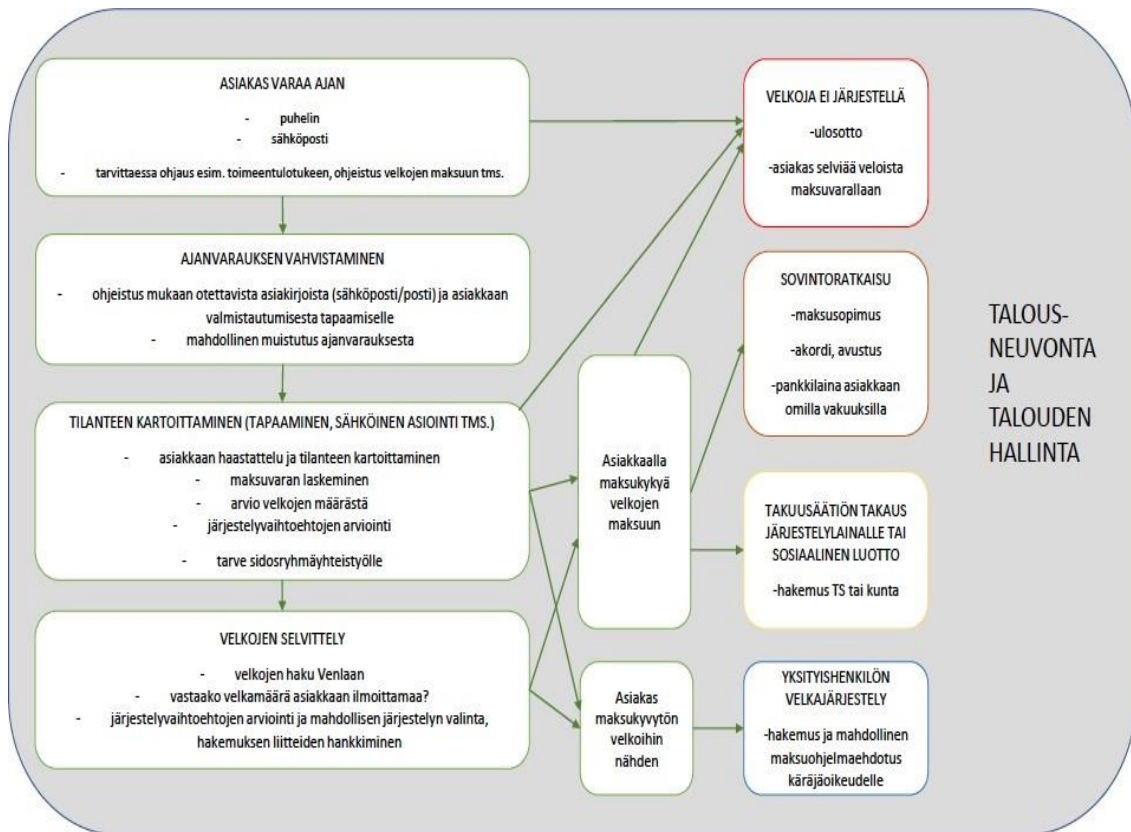 ASIAKAS VARAA AJAN
- puhelin
- sähköposti
- tarvittaessa ohjaus esim. toimeentulotukeen, ohjeistus velkojen maksuun tms.
AJANVARAUKSEN VAHVISTAMINEN
- ohjeistus mukaan otettavista asiakirjoista (sähköposti/posti) ja asiakkaan
valmistautumisesta tapaamiselle
- mahdollinen muistutus ajanvarauksesta
TILANTEEN KARTOITTAMINEN (TAPAAMINEN, SÄHKÖINEN ASIOINTI TMS.)
- asiakkaan haastattelu ja tilanteen kartoittaminen
- maksuvaran laskeminen
- arvio velkojen määrästä
- järjestelyvaihtoehtojen arviointi
- tarve sidosryhmäyhteistyölle
VELKOJEN SELVITTELY
- velkojen haku Venlaan
- vastaako velkamäärä asiakkaan ilmoittamaa?
- järjestelyvaihtoehtojen arviointi ja mahdollisen järjestelyn valinta,
hakemuksen liitteiden hankkiminen
Asiakkaalla
maksukykyä
velkojen
maksuun
Asiakas
maksukyvytön
velkoihin
nähden
VELKOJA EI JÄRJESTELLÄ
-ulosotto
-asiakas selviää veloista
maksuvarallaan
SOVINTORATKAISU
-maksusopimus
-akordi, avustus
-pankkilaina asiakkaan
omilla vakuuksilla
TAKUUSÄÄTIÖN TAKAUS
JÄRJESTELYLAINALLE TAI
SOSIAALINEN LUOTTO
-hakemus TS tai kunta
YKSITYISHENKILÖN
VELKAJÄRJESTELY
-hakemus ja mahdollinen
maksuohjelmaehdotus
käräjäoikeudelle
TALOUS-
NEUVONTA
JA
TALOUDEN
HALLINTA